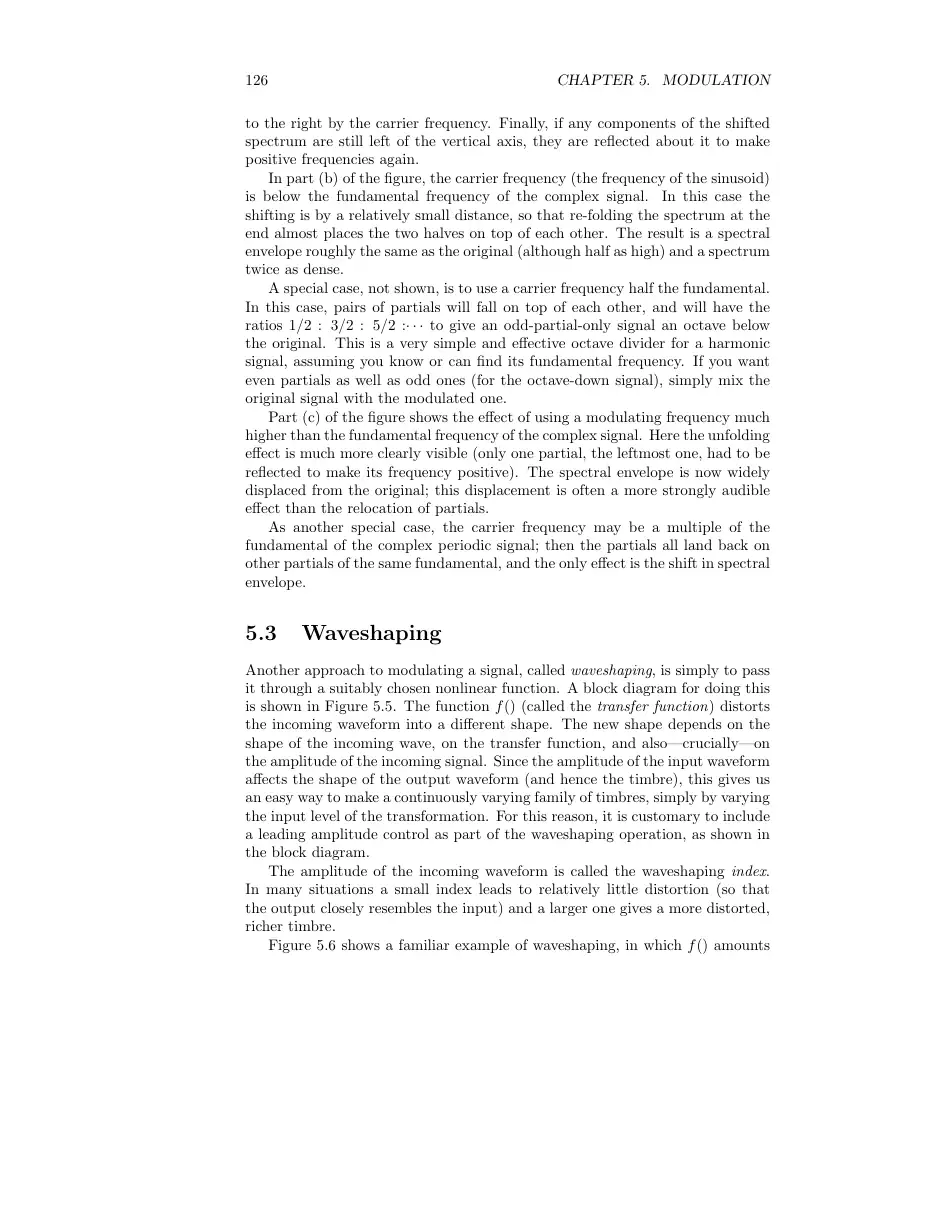 126 CHAPTER 5. MODULATION
to the right by the carrier frequency. Finally, if any components of the shifted
spectrum are still left of the vertical axis, they are reflected about it to make
positive frequencies again.
In part (b) of the figure, the carrier frequency (the frequency of the sinusoid)
is below the fundamental frequency of the complex signal. In this case the
shifting is by a relatively small distance, so that re-folding the spectrum at the
end almost places the two halves on top of each other. The result is a spectral
envelope roughly the same as the original (although half as high) and a spectrum
twice as dense.
A special case, not shown, is to use a carrier frequency half the fundamental.
In this case, pairs of partials will fall on top of each other, and will have the
ratios 1/2 : 3/2 : 5/2 :· · · to give an odd-partial-only signal an octave below
the original. This is a very simple and effective octave divider for a harmonic
signal, assuming you know or can find its fundamental frequency. If you want
even partials as well as odd ones (for the octave-down signal), simply mix the
original signal with the modulated one.
Part (c) of the figure shows the effect of using a modulating frequency much
higher than the fundamental frequency of the complex signal. Here the unfolding
effect is much more clearly visible (only one partial, the leftmost one, had to be
reflected to make its frequency positive). The spectral envelope is now widely
displaced from the original; this displacement is often a more strongly audible
effect than the relocation of partials.
As another special case, the carrier frequency may be a multiple of the
fundamental of the complex periodic signal; then the partials all land back on
other partials of the same fundamental, and the only effect is the shift in spectral
envelope.
5.3 Waveshaping
Another approach to modulating a signal, called waveshaping, is simply to pass
it through a suitably chosen nonlinear function. A block diagram for doing this
is shown in Figure 5.5. The function f() (called the transfer function) distorts
the incoming waveform into a different shape. The new shape depends on the
shape of the incoming wave, on the transfer function, and also—crucially—on
the amplitude of the incoming signal. Since the amplitude of the input waveform
affects the shape of the output waveform (and hence the timbre), this gives us
an easy way to make a continuously varying family of timbres, simply by varying
the input level of the transformation. For this reason, it is customary to include
a leading amplitude control as part of the waveshaping operation, as shown in
the block diagram.
The amplitude of the incoming waveform is called the waveshaping index.
In many situations a small index leads to relatively little distortion (so that
the output closely resembles the input) and a larger one gives a more distorted,
richer timbre.
Figure 5.6 shows a familiar example of waveshaping, in which f() amounts